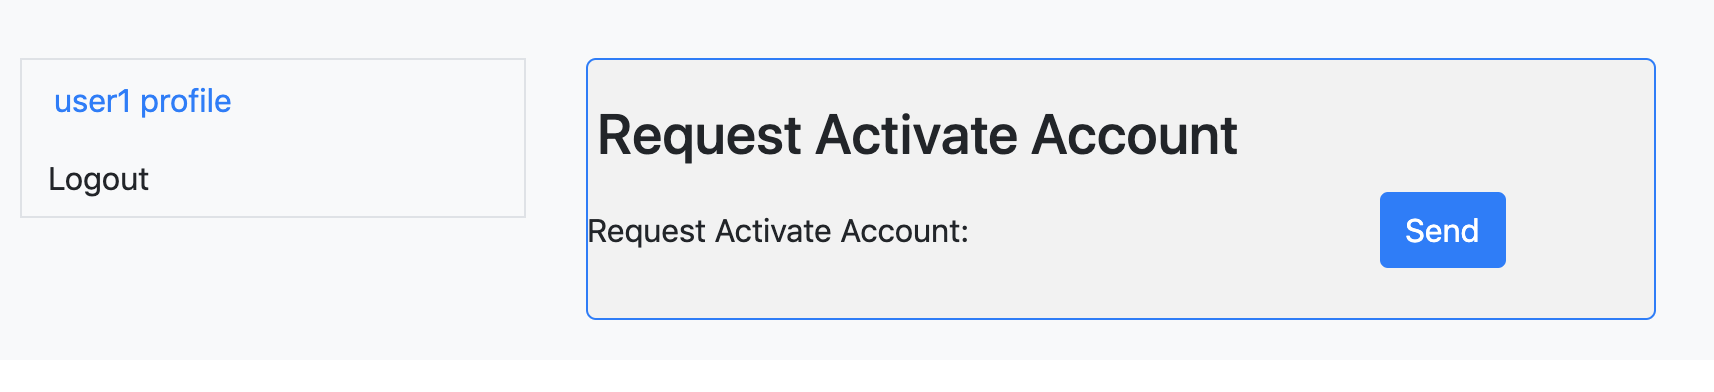 user1 profile
Logout
Request Activate Account
Request Activate Account:
Send